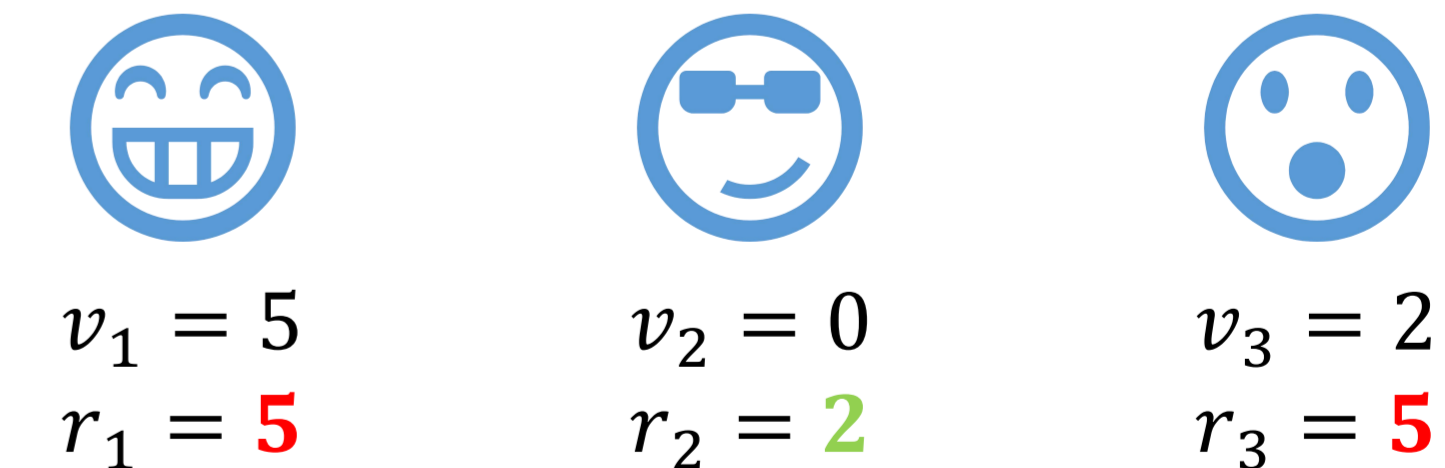 v₁ = 5 v₂ = 0 v₃ = 2
r₁ = 5 r₂ = 2 r₃ = 5